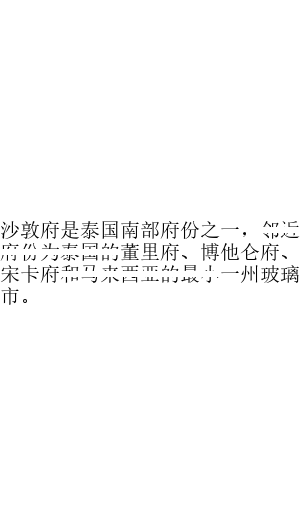 沙敦府是泰国南部府份之一，邻近
府份为泰国的董里府、博他仑府、
宋卡府和马来西亚的最小一州玻璃
市。